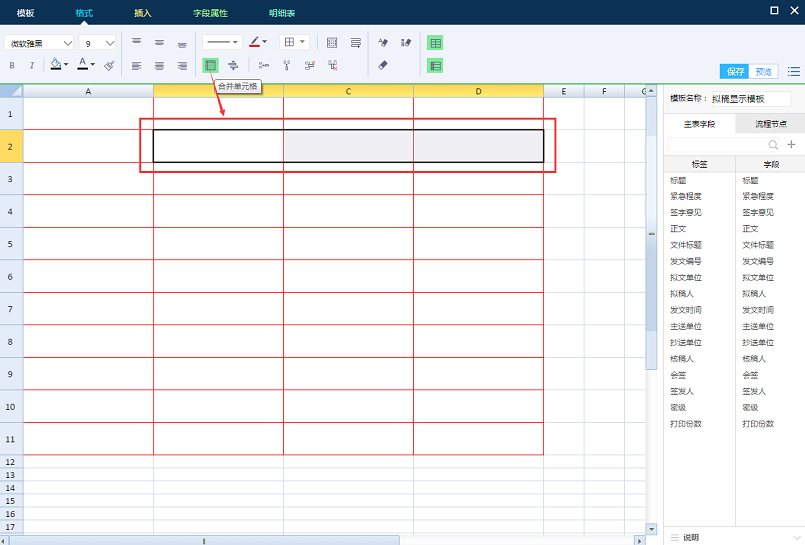 模板 格式 插入 字段属性 明细表
微软雅黑 9
B I A
保存 预览
合并单元格
A C D E F G
1
2
3
4
5
6
7
8
9
10
11
12
13
14
15
16
17
模板名称： 拟稿显示模板
主表字段 流程节点
标签 字段
标题 标题
紧急程度 紧急程度
签字意见 签字意见
正文 正文
文件标题 文件标题
发文编号 发文编号
拟文单位 拟文单位
拟稿人 拟稿人
发文时间 发文时间
主送单位 主送单位
抄送单位 抄送单位
核稿人 核稿人
会签 会签
签发人 签发人
密级 密级
打印份数 打印份数
说明